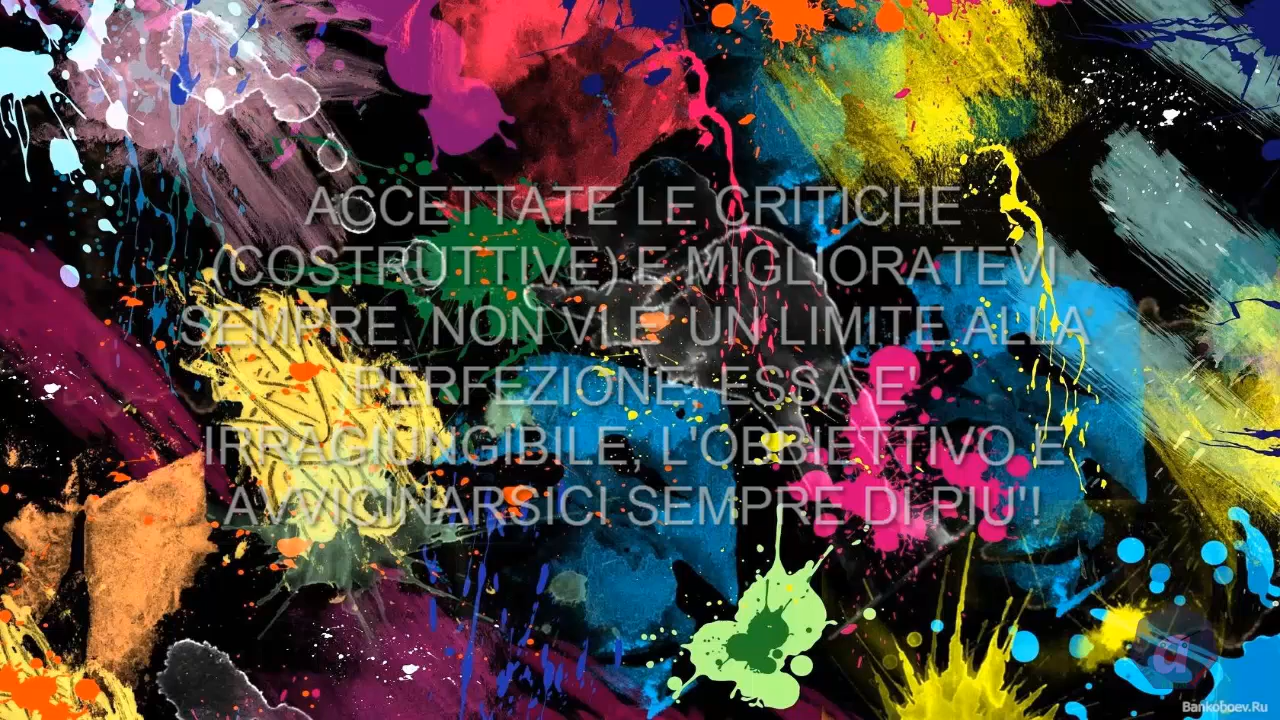 ACCETTATE LE CRITICHE
(COSTRUTTIVE) E MIGLIORATEVI
SEMPRE. NON VI E' UN LIMITE ALLA
PERFEZIONE. ESSA E'
IRRAGIUNGIBILE, L'OBBIETTIVO E'
AVVICINARSICI SEMPRE DI PIU'!
a
Bankoboev.Ru